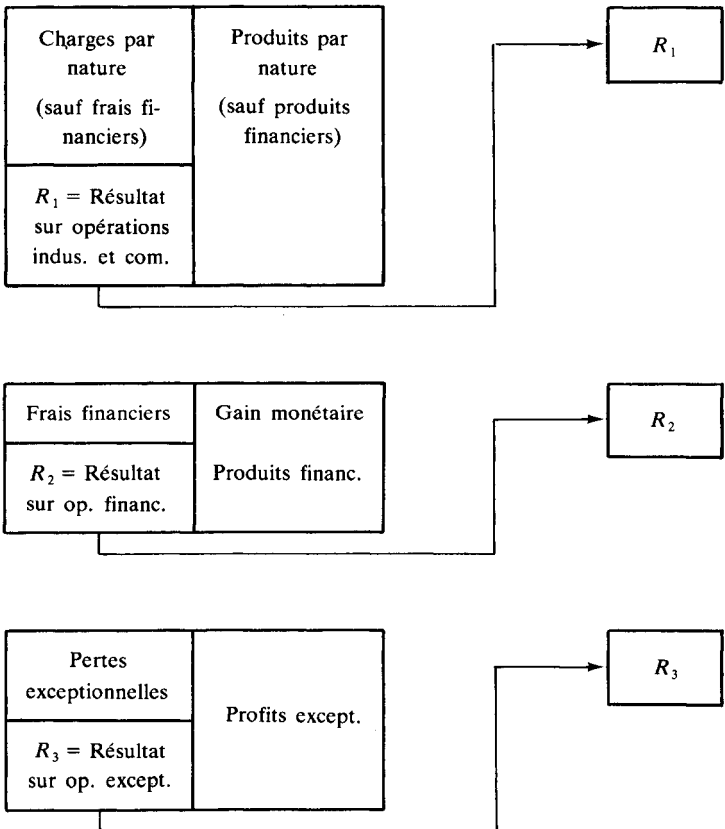 Charges par
nature
(sauf frais fi-
nanciers)
R₁ = Résultat
sur opérations
indus. et com.
Produits par
nature
(sauf produits
financiers)
R₁
Frais financiers
R₂ = Résultat
sur op. financ.
Gain monétaire
Produits financ.
R₂
Pertes
exceptionnelles
R₃ = Résultat
sur op. except.
Profits except.
R₃